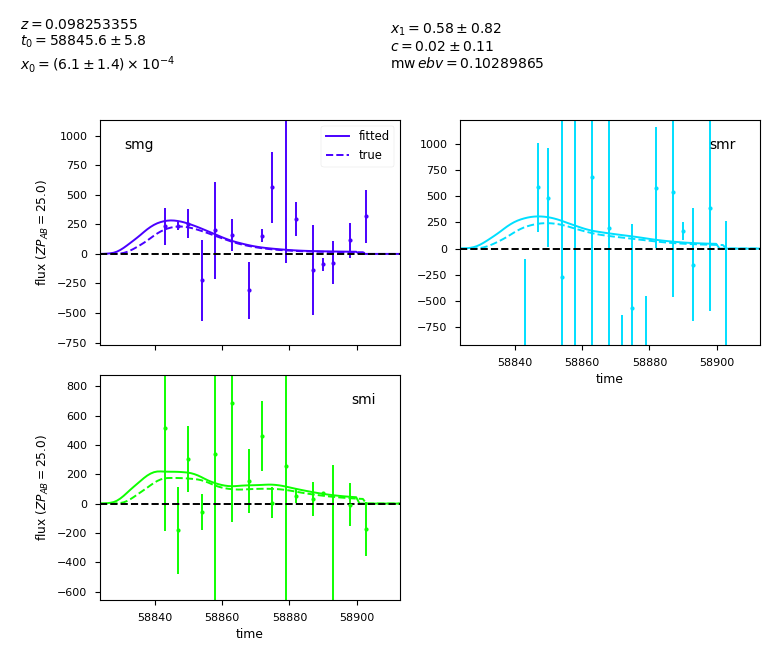 z = 0.098253355
t₀ = 58845.6 ± 5.8
x₀ = (6.1 ± 1.4) × 10⁻⁴
x₁ = 0.58 ± 0.82
c = 0.02 ± 0.11
mw ebv = 0.10289865
smg
fitted
true
1000
750
500
250
0
−250
−500
−750
flux (ZP_AB = 25.0)
smr
1000
750
500
250
0
−250
−500
−750
58840 58860 58880 58900
time
smi
800
600
400
200
0
−200
−400
−600
flux (ZP_AB = 25.0)
58840 58860 58880 58900
time